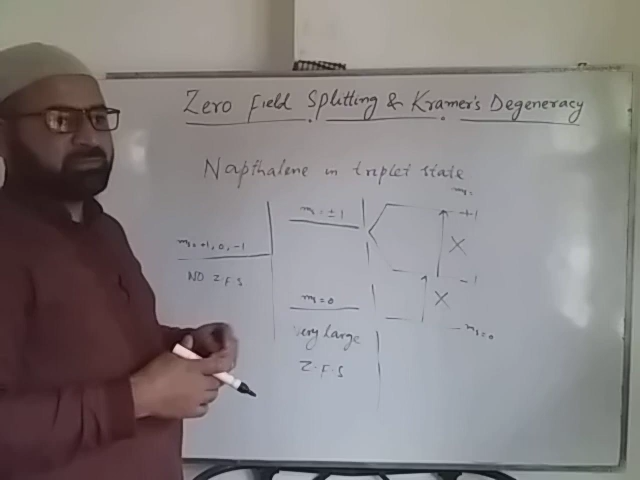 Zero Field Splitting & Kramer's Degeneracy
Napthalene in triplet state
ms
ms = ±1
+1
ms = +1, 0, -1
NO Z.F.S
-1
ms = 0
ms = 0
Very Large
Z.F.S